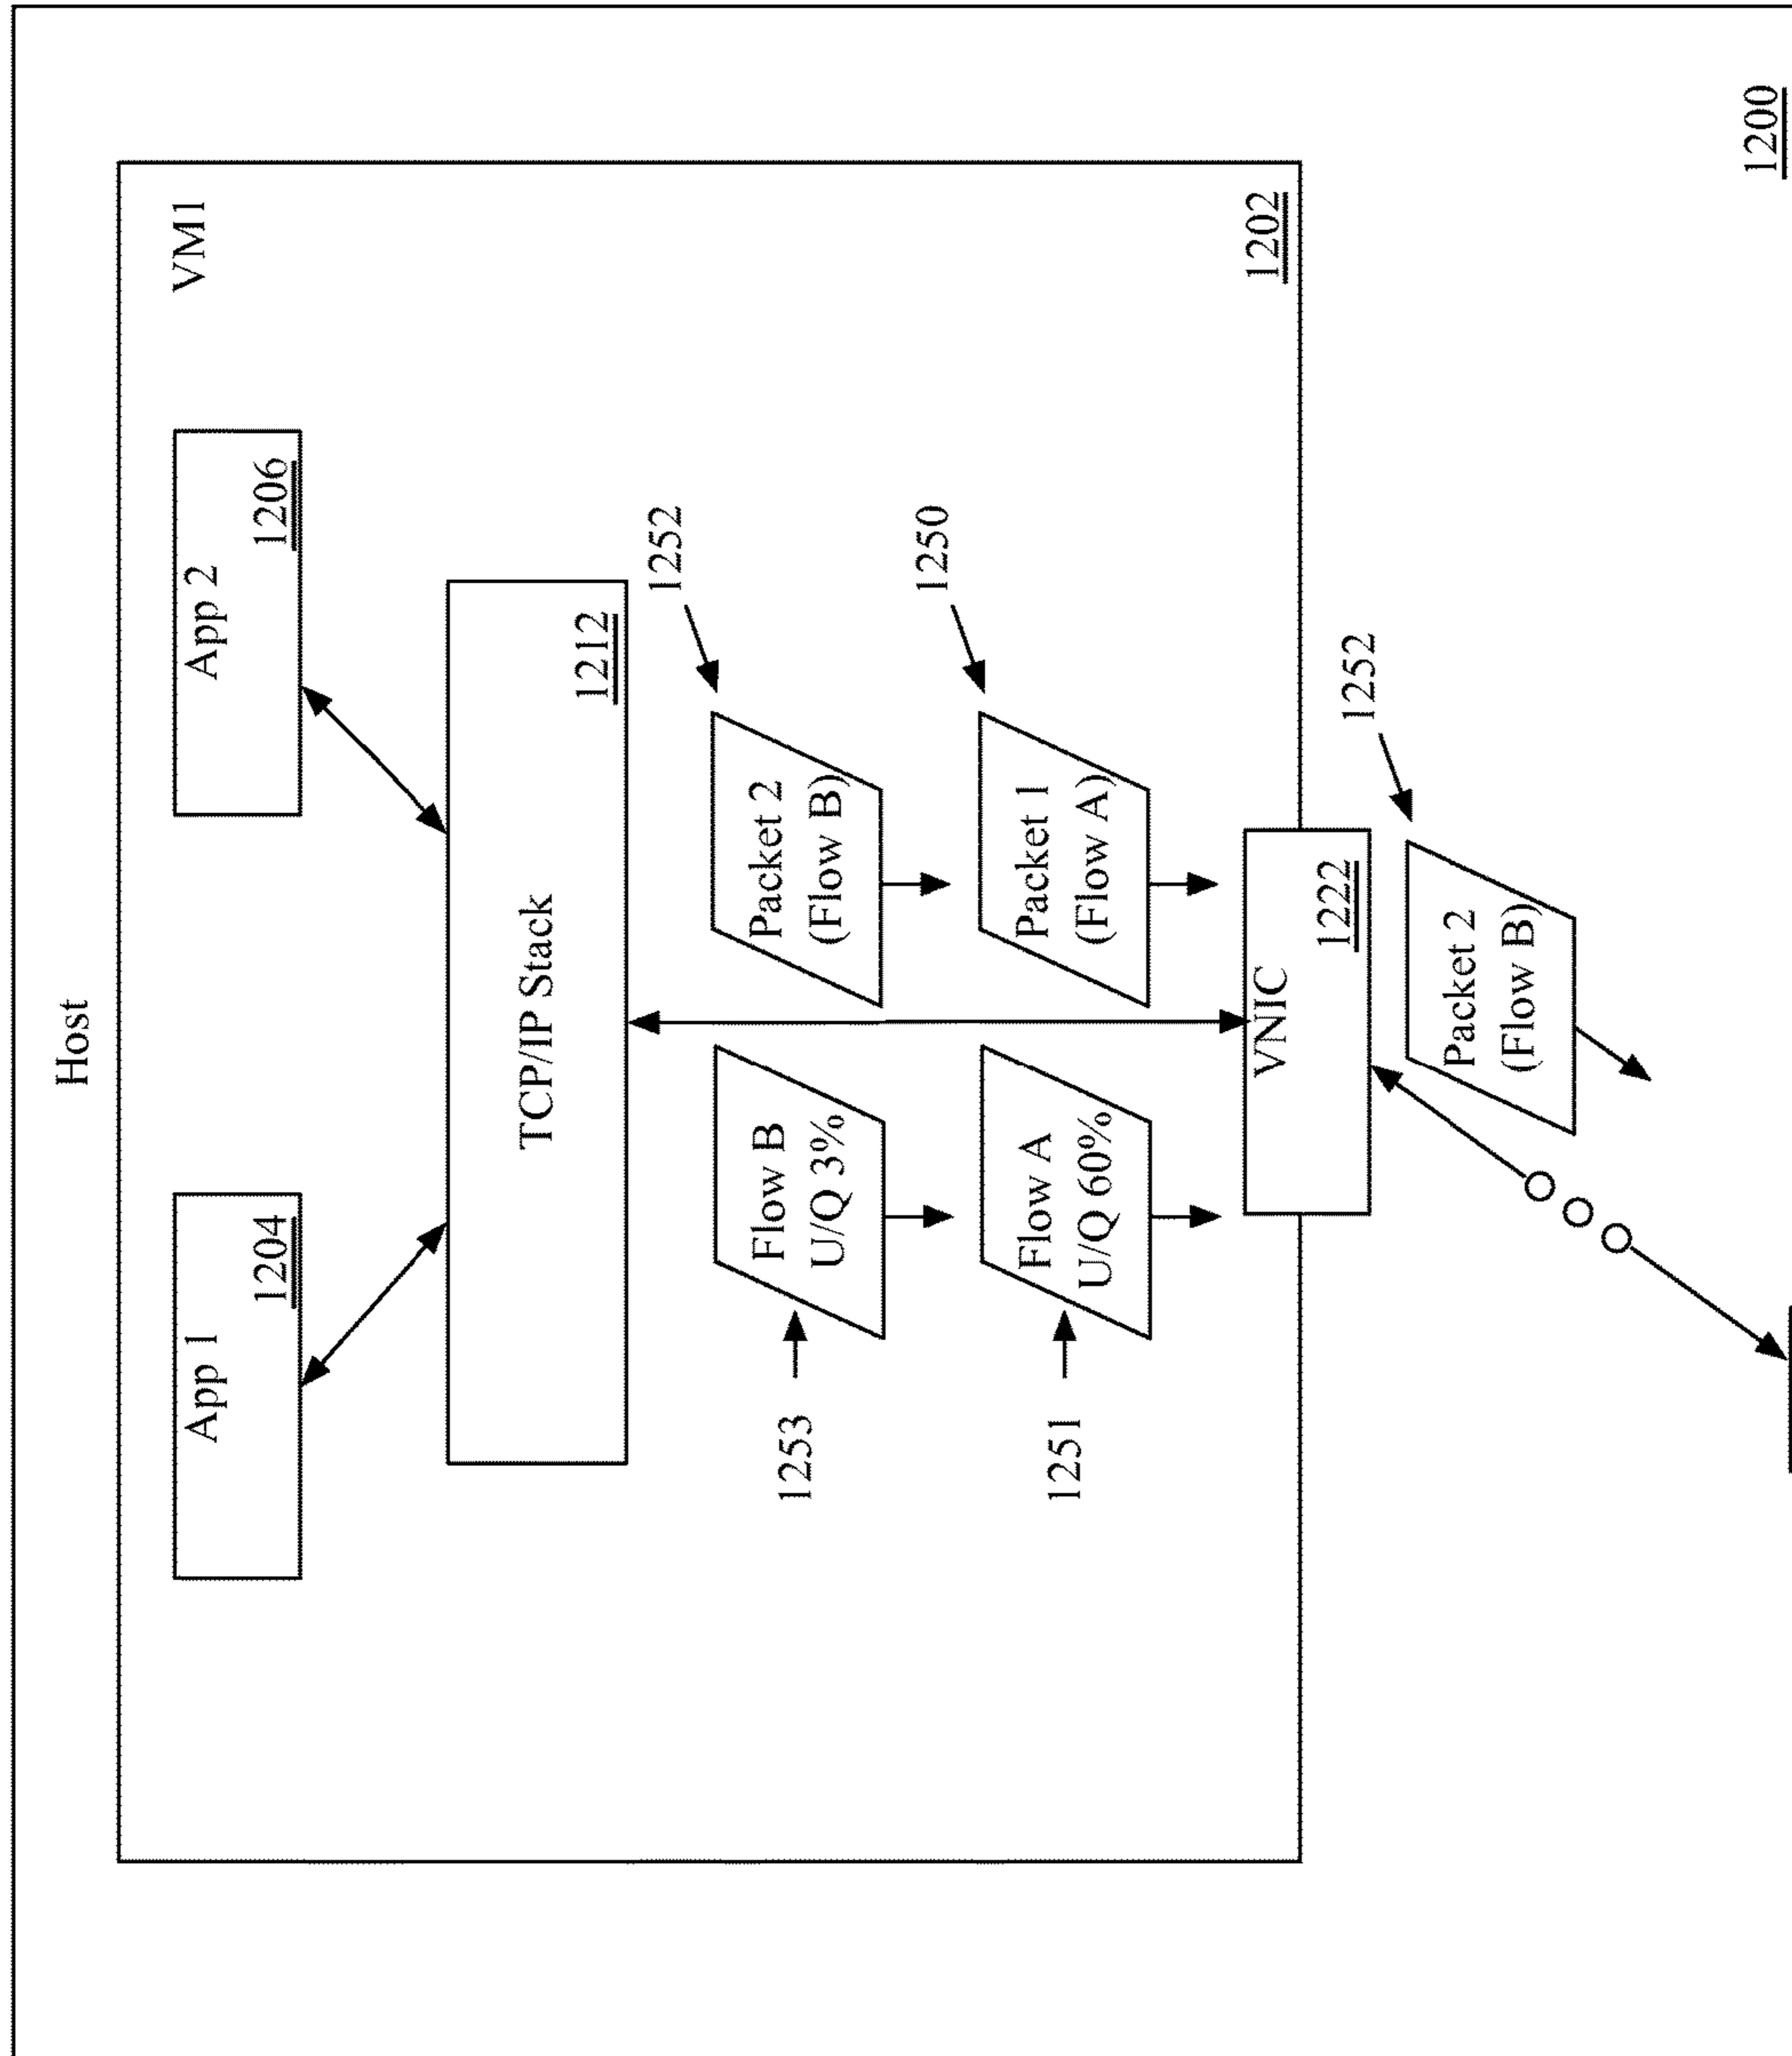 Host
VM1
App 1
1204
App 2
1206
TCP/IP Stack
1212
1253
Flow B
U/Q 3%
Packet 2
(Flow B)
1252
1251
Flow A
U/Q 60%
Packet 1
(Flow A)
1250
VNIC
1222
1202
Packet 2
(Flow B)
1252
1200